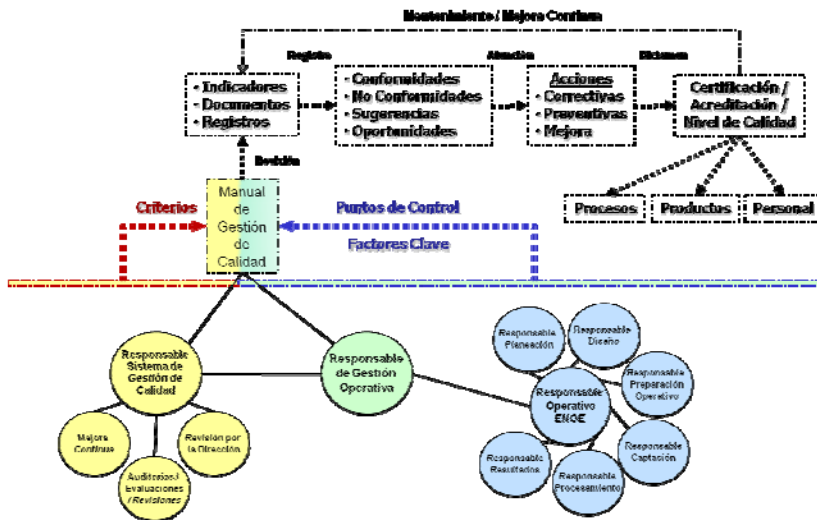 Mantenimiento / Mejora Continua
Registro
Atención
Dictamen
· Indicadores
· Documentos
· Registros
· Conformidades
· No Conformidades
· Sugerencias
· Oportunidades
Acciones
· Correctivas
· Preventivas
· Mejora
Certificación /
Acreditación /
Nivel de Calidad
Revisión
Procesos
Productos
Personal
Manual
de
Gestión
de
Calidad
Criterios
Puntos de Control
Factores Clave
Responsable
Sistema de
Gestión de
Calidad
Responsable
de Gestión
Operativa
Mejora
Continua
Auditorías /
Evaluaciones
/ Revisiones
Revisión por
la Dirección
Responsable
Planeación
Responsable
Diseño
Responsable
Preparación
Operativo
Responsable
Operativo
ENOE
Responsable
Captación
Responsable
Resultados
Responsable
Procesamiento